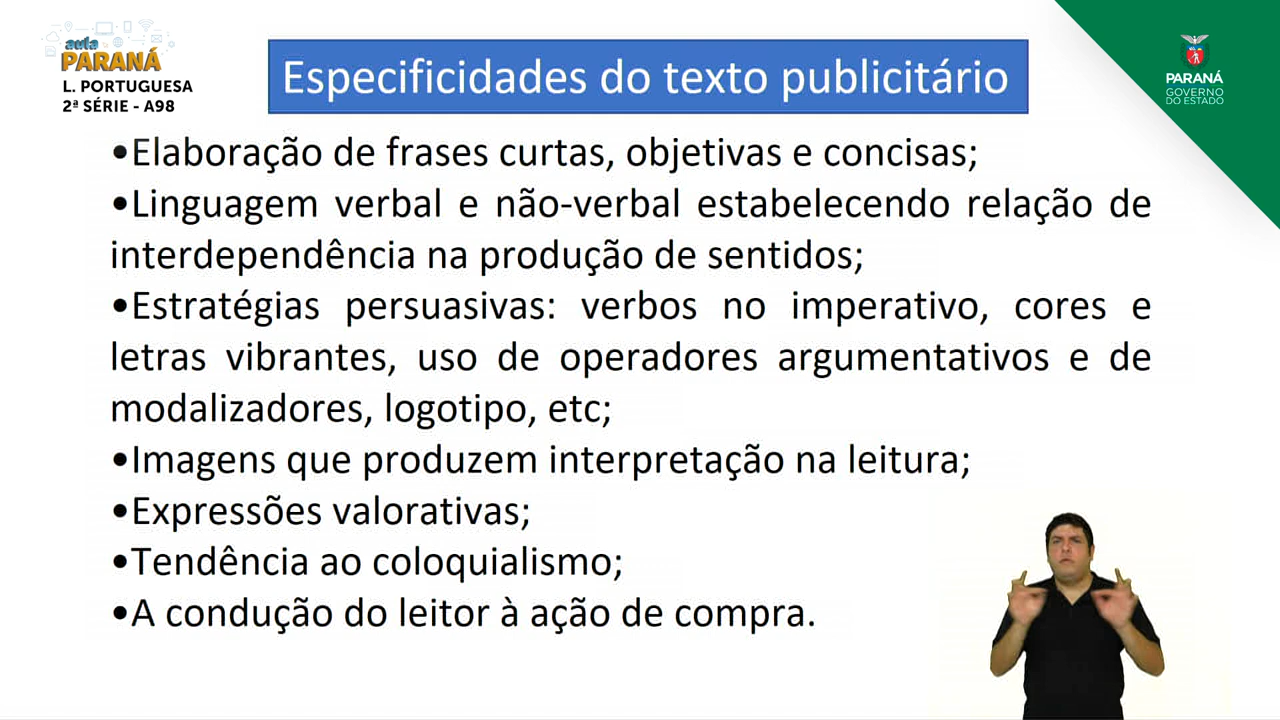 aula
PARANÁ
L. PORTUGUESA
2ª SÉRIE - A98
Especificidades do texto publicitário
PARANÁ
GOVERNO
DO ESTADO
•Elaboração de frases curtas, objetivas e concisas;
•Linguagem verbal e não-verbal estabelecendo relação de
interdependência na produção de sentidos;
•Estratégias persuasivas: verbos no imperativo, cores e
letras vibrantes, uso de operadores argumentativos e de
modalizadores, logotipo, etc;
•Imagens que produzem interpretação na leitura;
•Expressões valorativas;
•Tendência ao coloquialismo;
•A condução do leitor à ação de compra.